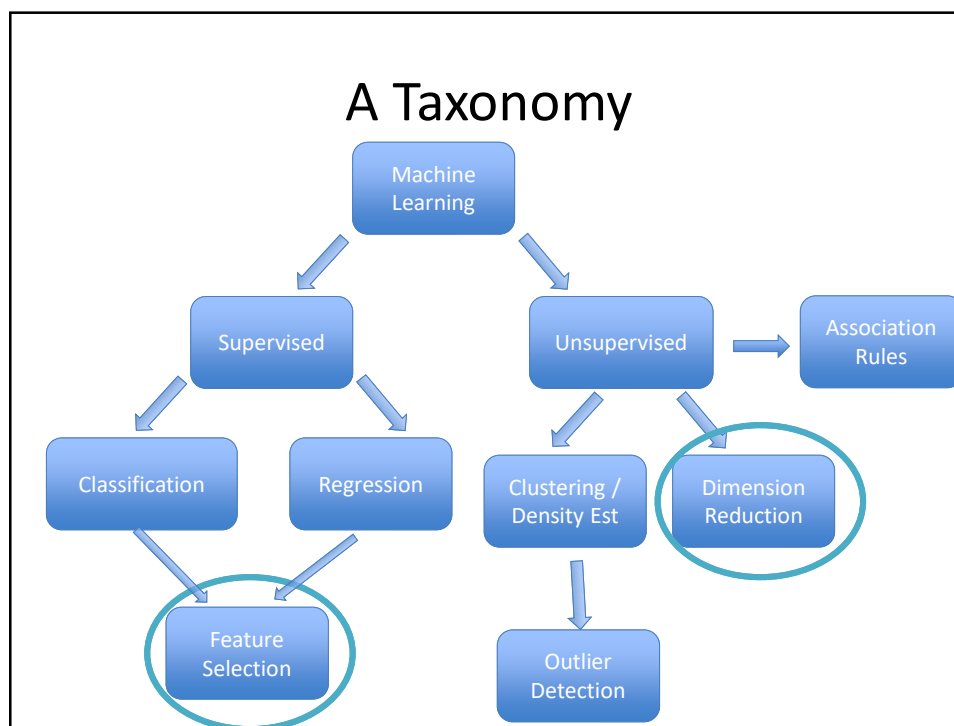 A Taxonomy
Machine
Learning
Supervised
Unsupervised
Association
Rules
Classification
Regression
Clustering /
Density Est
Dimension
Reduction
Feature
Selection
Outlier
Detection